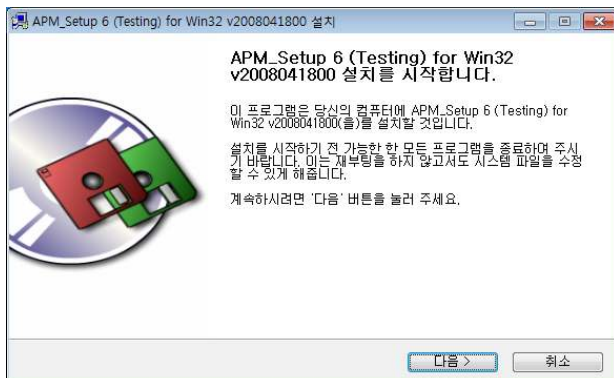 APM_Setup 6 (Testing) for Win32 v2008041800 설치
APM_Setup 6 (Testing) for Win32
v2008041800 설치를 시작합니다.
이 프로그램은 당신의 컴퓨터에 APM_Setup 6 (Testing) for
Win32 v2008041800(을)를 설치할 것입니다.
설치를 시작하기 전 가능한 한 모든 프로그램을 종료하여 주시
기 바랍니다. 이는 재부팅을 하지 않고서도 시스템 파일을 수정
할 수 있게 해줍니다.
계속하시려면 '다음' 버튼을 눌러 주세요.
다음 >
취소